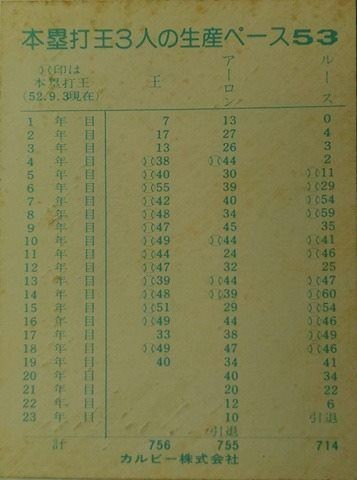 本塁打王3人の生産ペース53
)(印は
本塁打王
(52.9.3現在)
王 アーロン ルース
1 年 目 7 13 0
2 年 目 17 27 4
3 年 目 13 26 3
4 年 目 )(38 )(44 2
5 年 目 )(40 30 )(11
6 年 目 )(55 39 )(29
7 年 目 )(42 40 )(54
8 年 目 )(48 34 )(59
9 年 目 )(47 45 35
10 年 目 )(49 )(44 )(41
11 年 目 )(44 24 )(46
12 年 目 )(47 32 25
13 年 目 )(39 )(44 )(47
14 年 目 )(48 )(39 )(60
15 年 目 )(51 29 )(54
16 年 目 )(49 44 )(46
17 年 目 33 38 )(49
18 年 目 )(49 47 )(46
19 年 目 40 34 41
20 年 目 40 34
21 年 目 20 22
22 年 目 12 6
23 年 目 10 引退
引退
計 756 755 714
カルビー株式会社